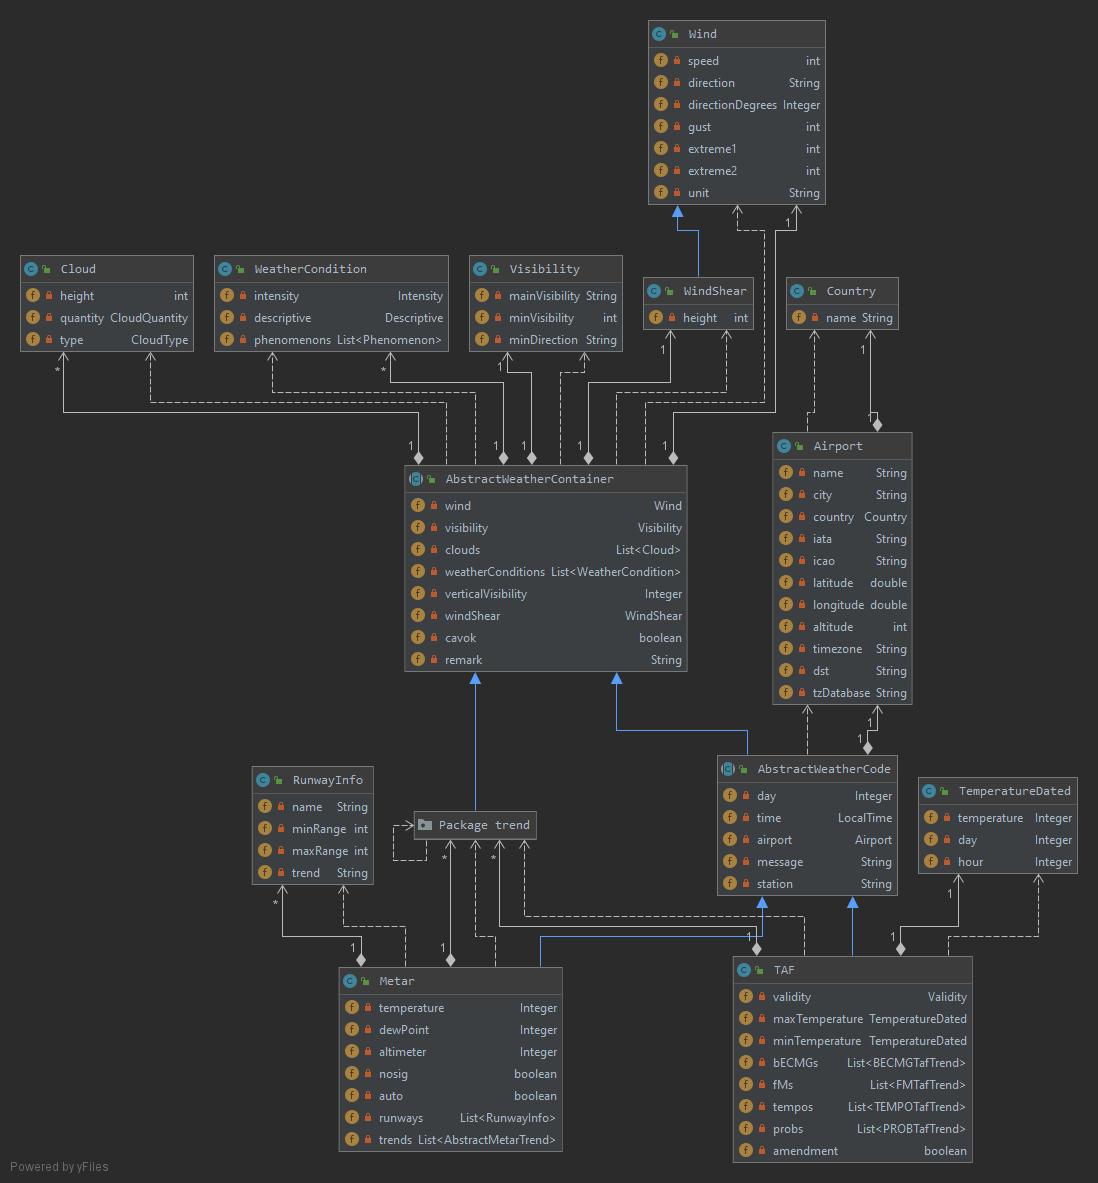 Wind
speed int
direction String
directionDegrees Integer
gust int
extreme1 int
extreme2 int
unit String
1
Cloud
height int
quantity CloudQuantity
type CloudType
*
WeatherCondition
intensity Intensity
descriptive Descriptive
phenomenons List<Phenomenon>
*
Visibility
mainVisibility String
minVisibility int
minDirection String
1
WindShear
height int
1
Country
name String
1
1
1
1
1
1
1
AbstractWeatherContainer
wind Wind
visibility Visibility
clouds List<Cloud>
weatherConditions List<WeatherCondition>
verticalVisibility Integer
windShear WindShear
cavok boolean
remark String
Airport
name String
city String
country Country
iata String
icao String
latitude double
longitude double
altitude int
timezone String
dst String
tzDatabase String
1
1
RunwayInfo
name String
minRange int
maxRange int
trend String
*
Package trend
*
*
AbstractWeatherCode
day Integer
time LocalTime
airport Airport
message String
station String
TemperatureDated
temperature Integer
day Integer
hour Integer
1
1
1
1
1
Metar
temperature Integer
dewPoint Integer
altimeter Integer
nosig boolean
auto boolean
runways List<RunwayInfo>
trends List<AbstractMetarTrend>
TAF
validity Validity
maxTemperature TemperatureDated
minTemperature TemperatureDated
bECMGs List<BECMGTafTrend>
fMs List<FMTafTrend>
tempos List<TEMPOTafTrend>
probs List<PROBTafTrend>
amendment boolean
Powered by yFiles